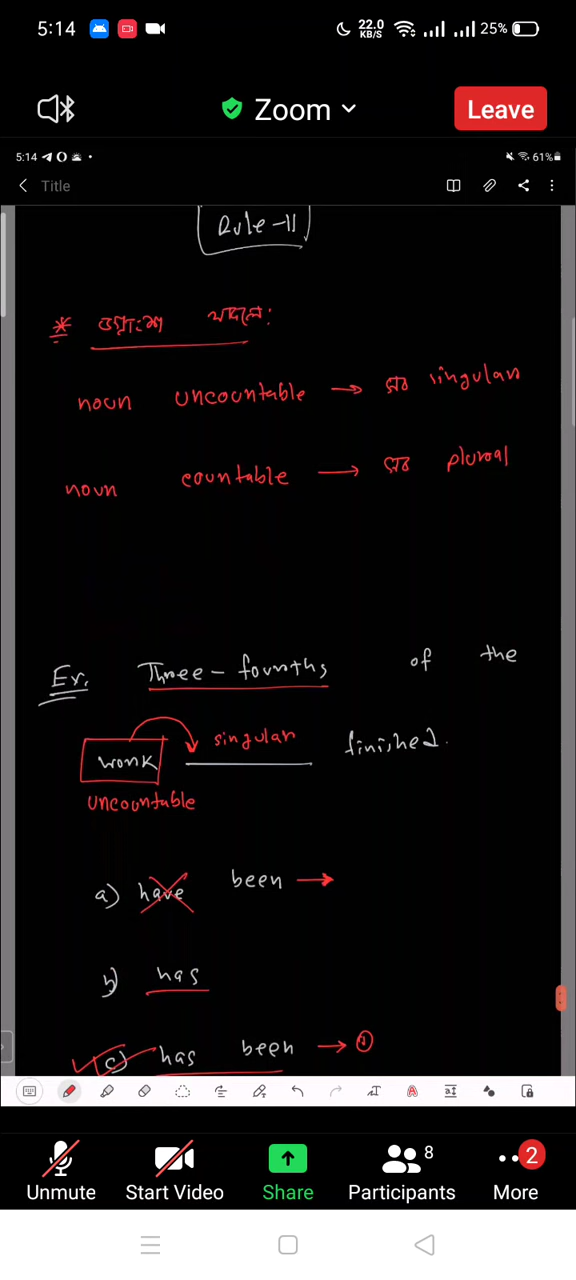 5:14 22.0 KB/S 25%
Zoom Leave
5:14 61%
Title
Rule-11
* ভগ্নাংশ থাকলে:
noun uncountable → singular
noun countable → plural
Ex. Three-fourths of the
work singular finished.
uncountable
a) have been →
b) has
c) has been →
Unmute Start Video Share Participants 8 More 2